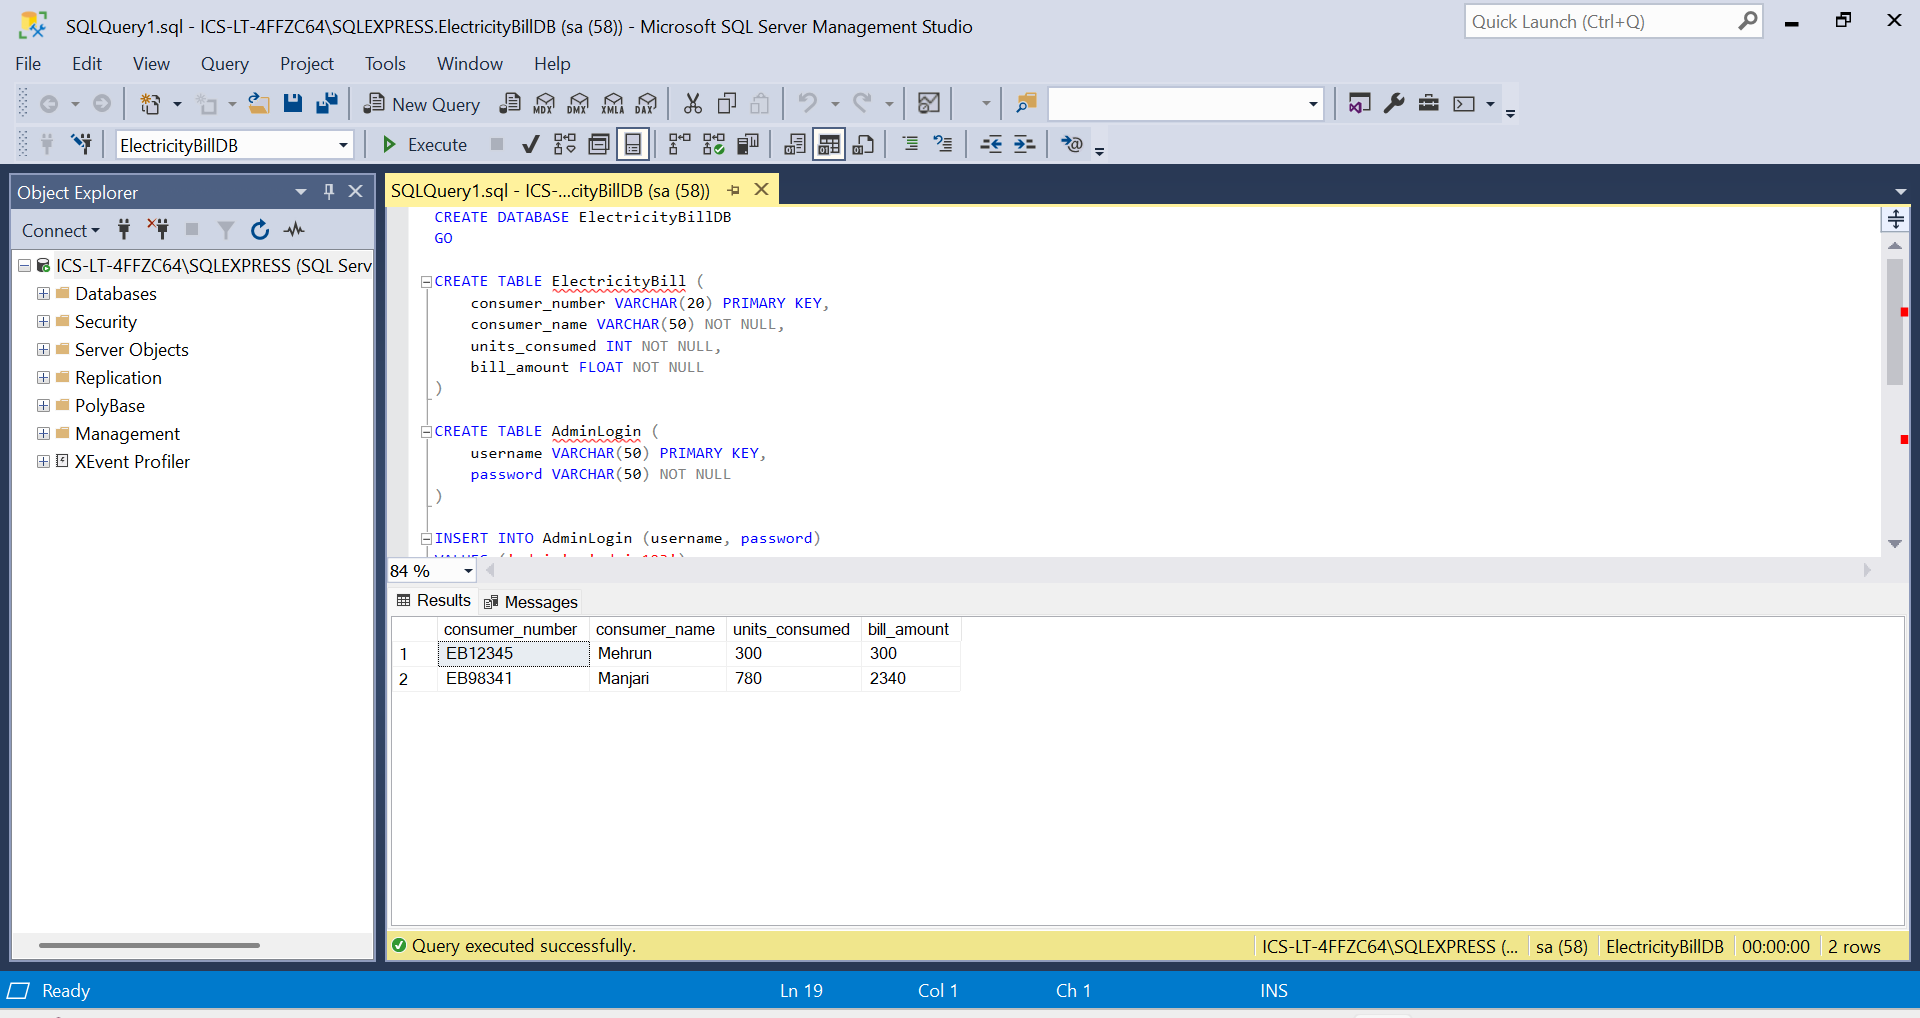 SQLQuery1.sql - ICS-LT-4FFZC64\SQLEXPRESS.ElectricityBillDB (sa (58)) - Microsoft SQL Server Management Studio
Quick Launch (Ctrl+Q)
File Edit View Query Project Tools Window Help
New Query MDX DMX XMLA DAX
ElectricityBillDB Execute
Object Explorer
Connect
ICS-LT-4FFZC64\SQLEXPRESS (SQL Serv
Databases
Security
Server Objects
Replication
PolyBase
Management
XEvent Profiler
SQLQuery1.sql - ICS-...cityBillDB (sa (58))
CREATE DATABASE ElectricityBillDB
GO
CREATE TABLE ElectricityBill (
consumer_number VARCHAR(20) PRIMARY KEY,
consumer_name VARCHAR(50) NOT NULL,
units_consumed INT NOT NULL,
bill_amount FLOAT NOT NULL
)
CREATE TABLE AdminLogin (
username VARCHAR(50) PRIMARY KEY,
password VARCHAR(50) NOT NULL
)
INSERT INTO AdminLogin (username, password)
84 %
Results Messages
consumer_number consumer_name units_consumed bill_amount
1 EB12345 Mehrun 300 300
2 EB98341 Manjari 780 2340
Query executed successfully. ICS-LT-4FFZC64\SQLEXPRESS (... sa (58) ElectricityBillDB 00:00:00 2 rows
Ready Ln 19 Col 1 Ch 1 INS